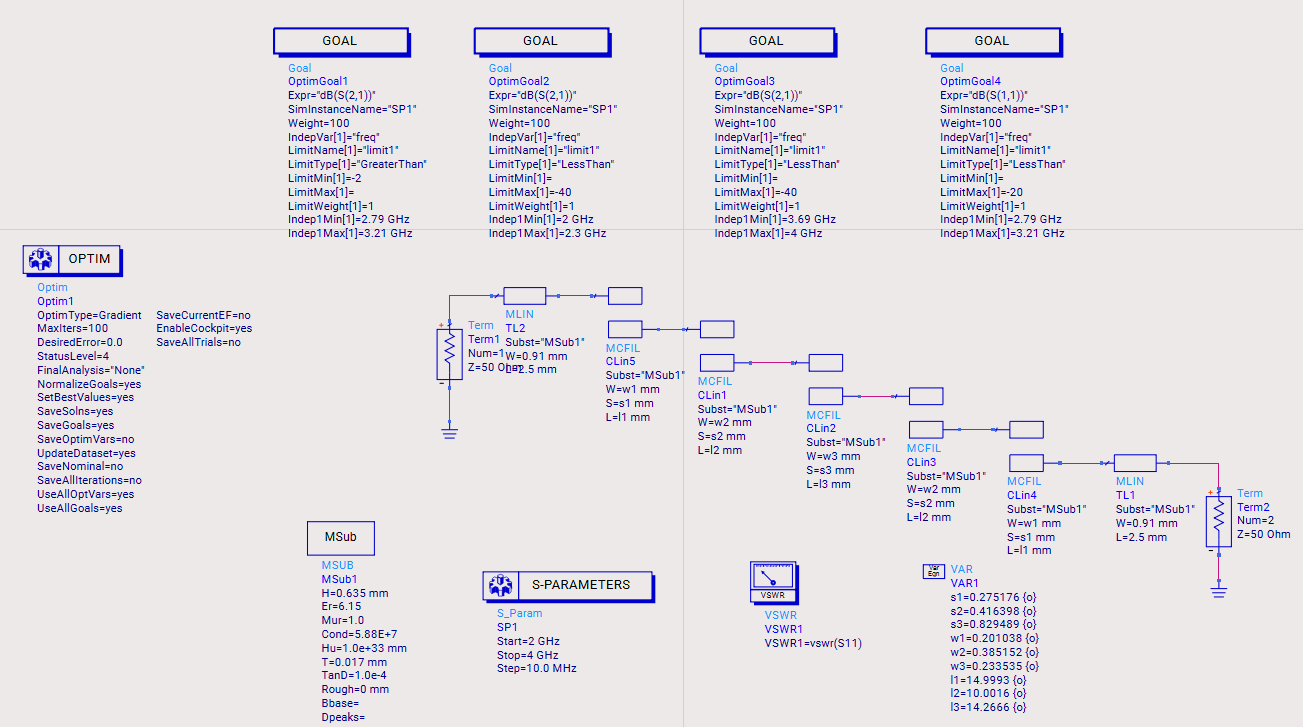 GOAL
Goal
OptimGoal1
Expr="dB(S(2,1))"
SimInstanceName="SP1"
Weight=100
IndepVar[1]="freq"
LimitName[1]="limit1"
LimitType[1]="GreaterThan"
LimitMin[1]=-2
LimitMax[1]=
LimitWeight[1]=1
Indep1Min[1]=2.79 GHz
Indep1Max[1]=3.21 GHz
GOAL
Goal
OptimGoal2
Expr="dB(S(2,1))"
SimInstanceName="SP1"
Weight=100
IndepVar[1]="freq"
LimitName[1]="limit1"
LimitType[1]="LessThan"
LimitMin[1]=
LimitMax[1]=-40
LimitWeight[1]=1
Indep1Min[1]=2 GHz
Indep1Max[1]=2.3 GHz
GOAL
Goal
OptimGoal3
Expr="dB(S(2,1))"
SimInstanceName="SP1"
Weight=100
IndepVar[1]="freq"
LimitName[1]="limit1"
LimitType[1]="LessThan"
LimitMin[1]=
LimitMax[1]=-40
LimitWeight[1]=1
Indep1Min[1]=3.69 GHz
Indep1Max[1]=4 GHz
GOAL
Goal
OptimGoal4
Expr="dB(S(1,1))"
SimInstanceName="SP1"
Weight=100
IndepVar[1]="freq"
LimitName[1]="limit1"
LimitType[1]="LessThan"
LimitMin[1]=
LimitMax[1]=-20
LimitWeight[1]=1
Indep1Min[1]=2.79 GHz
Indep1Max[1]=3.21 GHz
OPTIM
Optim
Optim1
OptimType=Gradient
MaxIters=100
DesiredError=0.0
StatusLevel=4
FinalAnalysis="None"
NormalizeGoals=yes
SetBestValues=yes
SaveSolns=yes
SaveGoals=yes
SaveOptimVars=no
UpdateDataset=yes
SaveNominal=no
SaveAllIterations=no
UseAllOptVars=yes
UseAllGoals=yes
SaveCurrentEF=no
EnableCockpit=yes
SaveAllTrials=no
Term
Term1
Num=1
Z=50 Ohm
MLIN
TL2
Subst="MSub1"
W=0.91 mm
L=2.5 mm
MCFIL
CLin5
Subst="MSub1"
W=w1 mm
S=s1 mm
L=l1 mm
MCFIL
CLin1
Subst="MSub1"
W=w2 mm
S=s2 mm
L=l2 mm
MCFIL
CLin2
Subst="MSub1"
W=w3 mm
S=s3 mm
L=l3 mm
MCFIL
CLin3
Subst="MSub1"
W=w2 mm
S=s2 mm
L=l2 mm
MCFIL
CLin4
Subst="MSub1"
W=w1 mm
S=s1 mm
L=l1 mm
MLIN
TL1
Subst="MSub1"
W=0.91 mm
L=2.5 mm
Term
Term2
Num=2
Z=50 Ohm
MSub
MSUB
MSub1
H=0.635 mm
Er=6.15
Mur=1.0
Cond=5.88E+7
Hu=1.0e+33 mm
T=0.017 mm
TanD=1.0e-4
Rough=0 mm
Bbase=
Dpeaks=
S-PARAMETERS
S_Param
SP1
Start=2 GHz
Stop=4 GHz
Step=10.0 MHz
VSWR
VSWR
VSWR1
VSWR1=vswr(S11)
Var
Eqn
VAR
VAR1
s1=0.275176 {o}
s2=0.416398 {o}
s3=0.829489 {o}
w1=0.201038 {o}
w2=0.385152 {o}
w3=0.233535 {o}
l1=14.9993 {o}
l2=10.0016 {o}
l3=14.2666 {o}